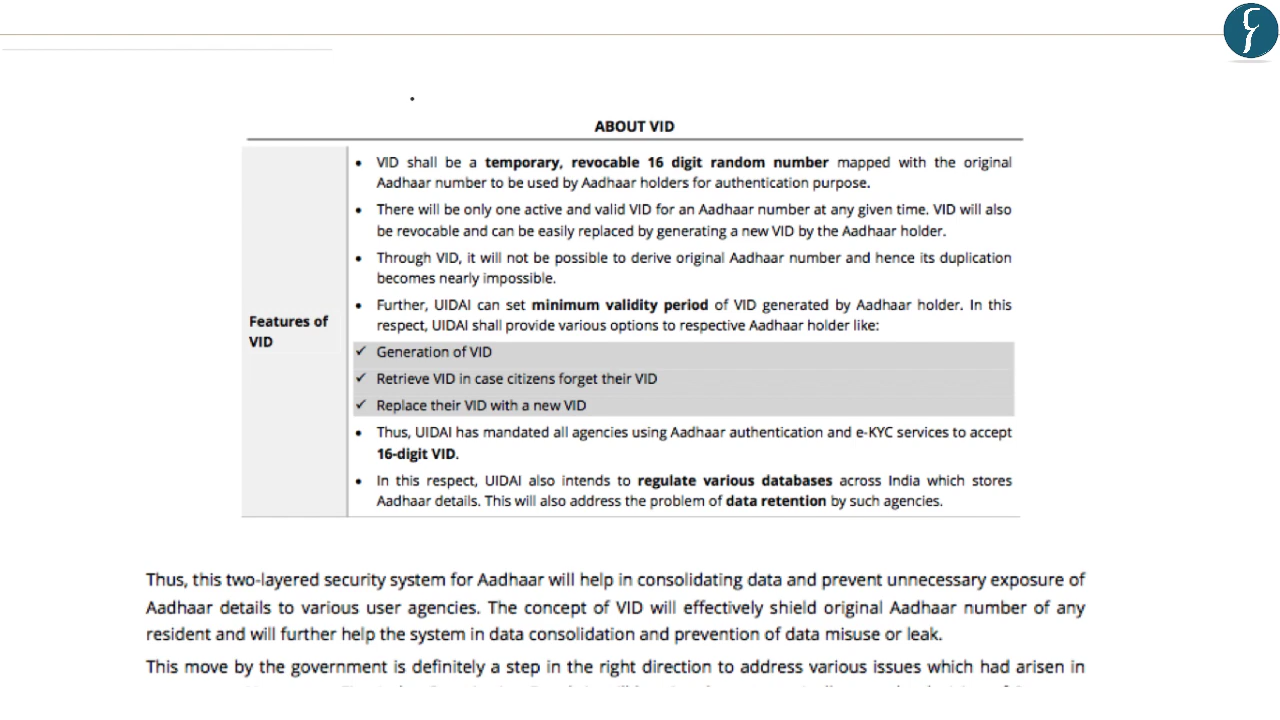 ABOUT VID
Features of
VID
• VID shall be a temporary, revocable 16 digit random number mapped with the original
Aadhaar number to be used by Aadhaar holders for authentication purpose.
• There will be only one active and valid VID for an Aadhaar number at any given time. VID will also
be revocable and can be easily replaced by generating a new VID by the Aadhaar holder.
• Through VID, it will not be possible to derive original Aadhaar number and hence its duplication
becomes nearly impossible.
• Further, UIDAI can set minimum validity period of VID generated by Aadhaar holder. In this
respect, UIDAI shall provide various options to respective Aadhaar holder like:
✓ Generation of VID
✓ Retrieve VID in case citizens forget their VID
✓ Replace their VID with a new VID
• Thus, UIDAI has mandated all agencies using Aadhaar authentication and e-KYC services to accept
16-digit VID.
• In this respect, UIDAI also intends to regulate various databases across India which stores
Aadhaar details. This will also address the problem of data retention by such agencies.
Thus, this two-layered security system for Aadhaar will help in consolidating data and prevent unnecessary exposure of
Aadhaar details to various user agencies. The concept of VID will effectively shield original Aadhaar number of any
resident and will further help the system in data consolidation and prevention of data misuse or leak.
This move by the government is definitely a step in the right direction to address various issues which had arisen in